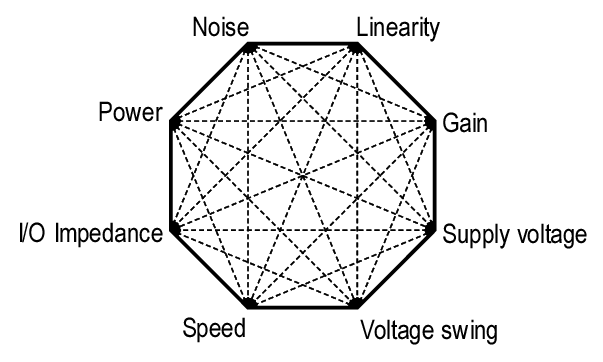 Noise
Linearity
Power
Gain
I/O Impedance
Supply voltage
Speed
Voltage swing